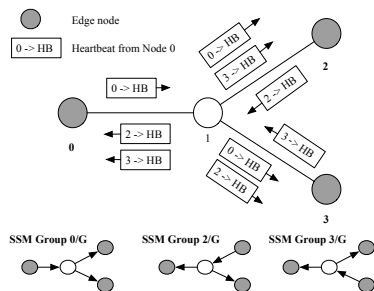 Edge node
0 -> HB Heartbeat from Node 0
0 -> HB
3 -> HB
2
0 -> HB
2 -> HB
0
1
2 -> HB
3 -> HB
3 -> HB
0 -> HB
2 -> HB
3
SSM Group 0/G SSM Group 2/G SSM Group 3/G